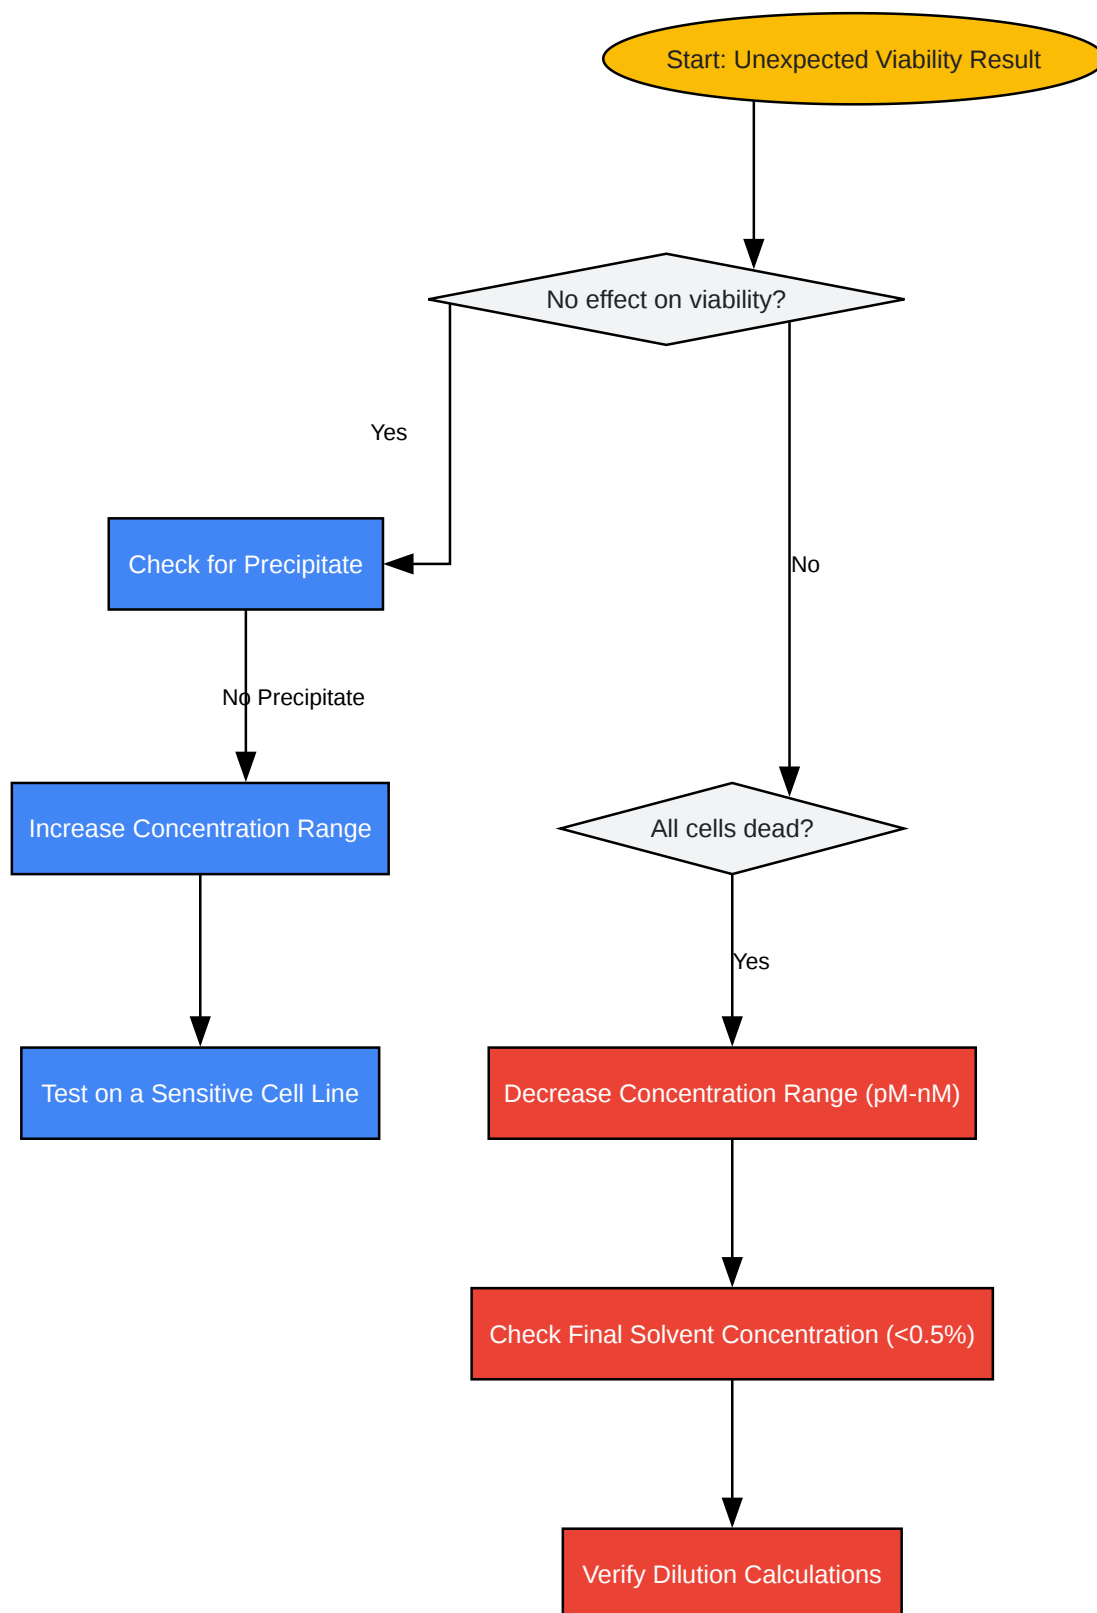 Start: Unexpected Viability Result
No effect on viability?
Yes
Check for Precipitate
No
No Precipitate
Increase Concentration Range
All cells dead?
Yes
Test on a Sensitive Cell Line
Decrease Concentration Range (pM-nM)
Check Final Solvent Concentration (<0.5%)
Verify Dilution Calculations